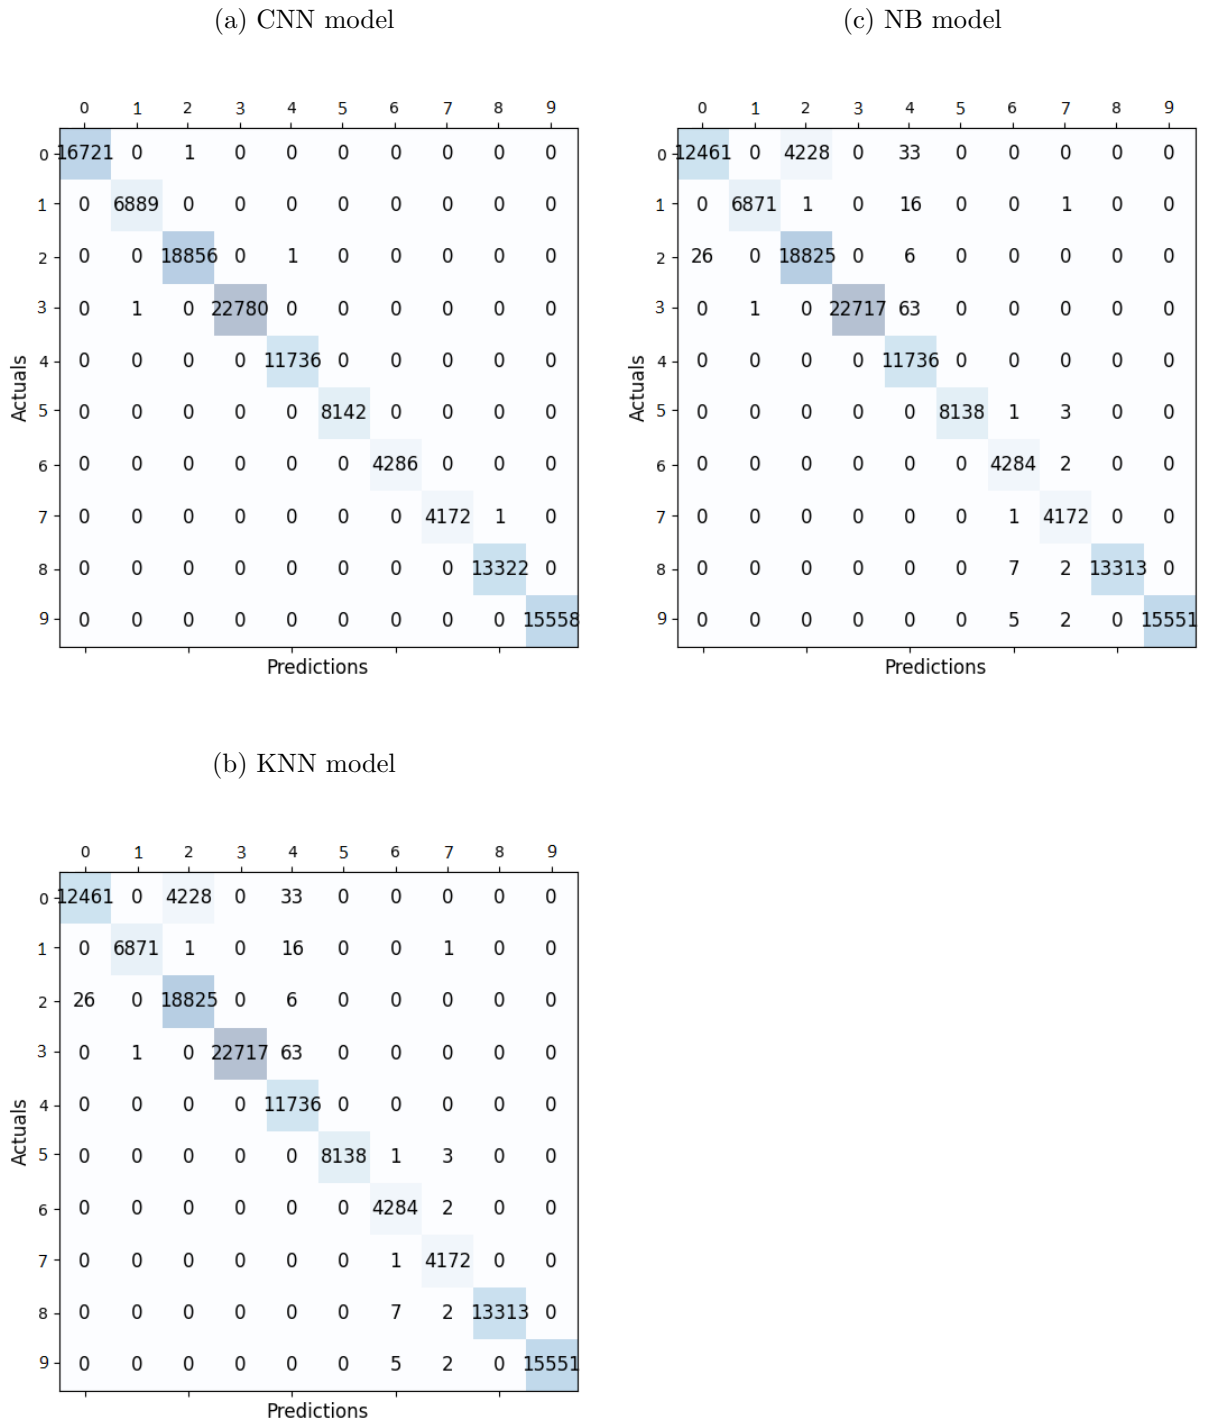 (a) CNN model
0 1 2 3 4 5 6 7 8 9
0 16721 0 1 0 0 0 0 0 0 0
1 0 6889 0 0 0 0 0 0 0 0
2 0 0 18856 0 1 0 0 0 0 0
3 0 1 0 22780 0 0 0 0 0 0
4 0 0 0 0 11736 0 0 0 0 0
5 0 0 0 0 0 8142 0 0 0 0
6 0 0 0 0 0 0 4286 0 0 0
7 0 0 0 0 0 0 0 4172 1 0
8 0 0 0 0 0 0 0 0 13322 0
9 0 0 0 0 0 0 0 0 0 15558
Actuals
Predictions
(c) NB model
0 1 2 3 4 5 6 7 8 9
0 12461 0 4228 0 33 0 0 0 0 0
1 0 6871 1 0 16 0 0 1 0 0
2 26 0 18825 0 6 0 0 0 0 0
3 0 1 0 22717 63 0 0 0 0 0
4 0 0 0 0 11736 0 0 0 0 0
5 0 0 0 0 0 8138 1 3 0 0
6 0 0 0 0 0 0 4284 2 0 0
7 0 0 0 0 0 0 1 4172 0 0
8 0 0 0 0 0 0 7 2 13313 0
9 0 0 0 0 0 0 5 2 0 15551
Actuals
Predictions
(b) KNN model
0 1 2 3 4 5 6 7 8 9
0 12461 0 4228 0 33 0 0 0 0 0
1 0 6871 1 0 16 0 0 1 0 0
2 26 0 18825 0 6 0 0 0 0 0
3 0 1 0 22717 63 0 0 0 0 0
4 0 0 0 0 11736 0 0 0 0 0
5 0 0 0 0 0 8138 1 3 0 0
6 0 0 0 0 0 0 4284 2 0 0
7 0 0 0 0 0 0 1 4172 0 0
8 0 0 0 0 0 0 7 2 13313 0
9 0 0 0 0 0 0 5 2 0 15551
Actuals
Predictions